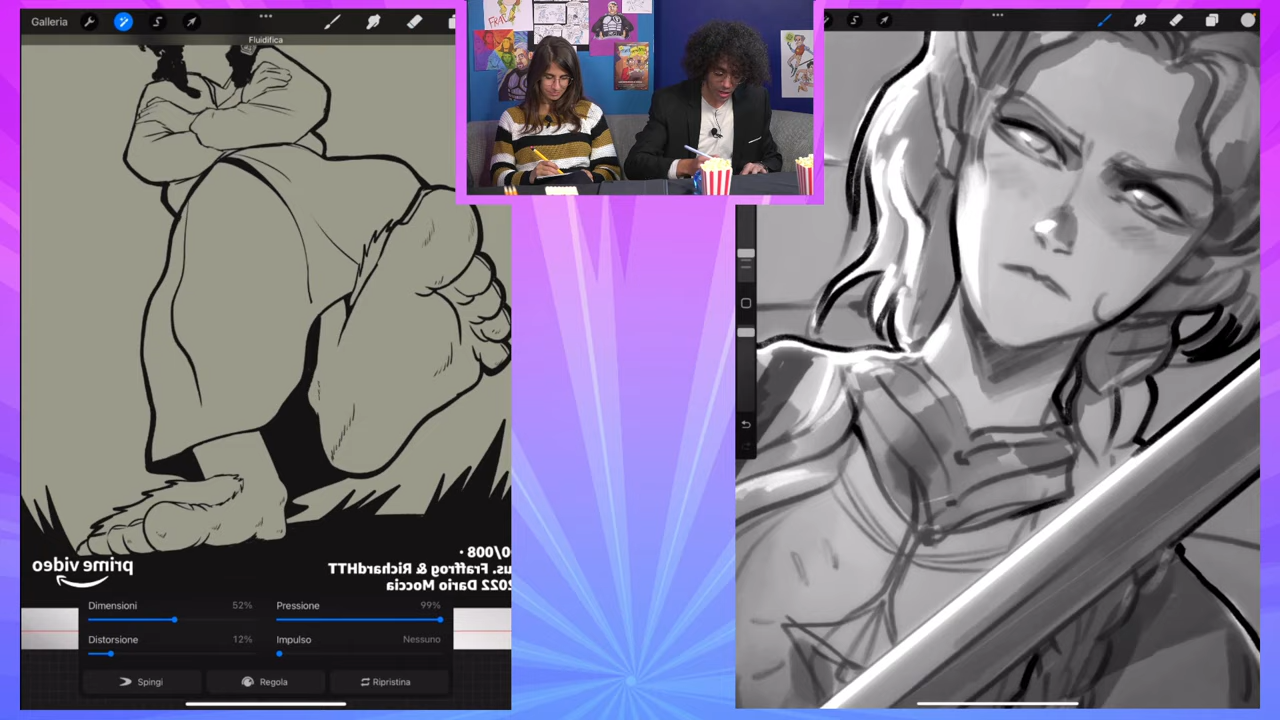 Galleria
Fluidifica
prime video
0/008 •
us. Fraffrog & RichardHTT
2022 Dario Moccia
Dimensioni 52% Pressione 99%
Distorsione 12% Impulso Nessuno
Spingi Regola Ripristina